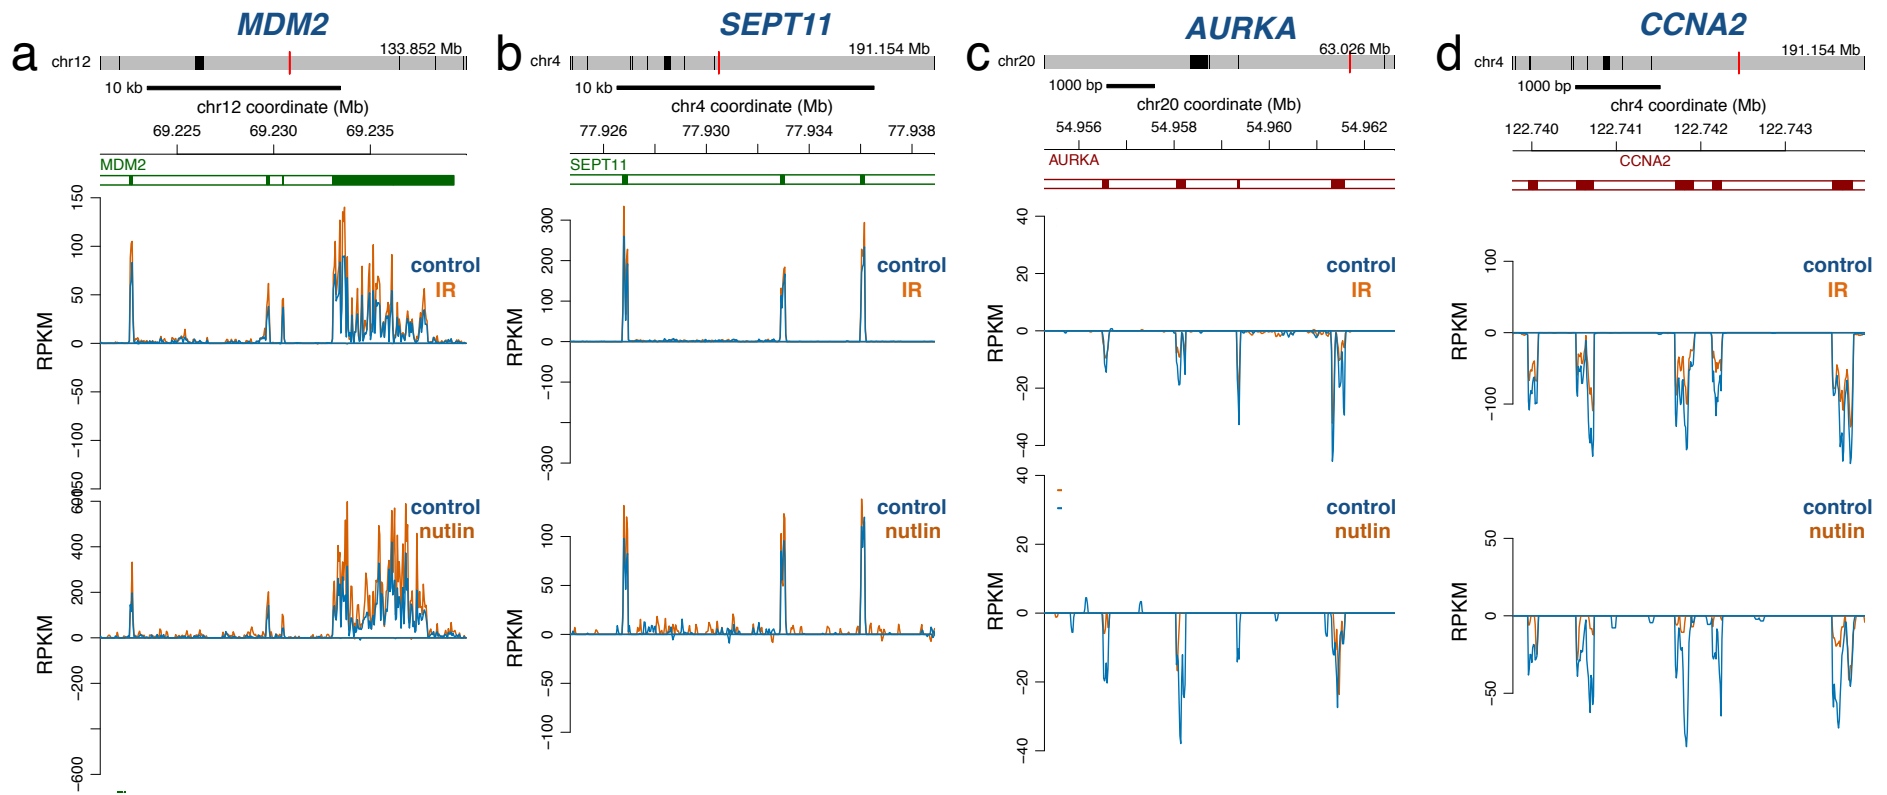 a
MDM2
chr12
133.852 Mb
10 kb
chr12 coordinate (Mb)
69.225 69.230 69.235
MDM2
150
100
50
0
−50
−100
−150
RPKM
control
IR
600
400
200
0
−200
−600
RPKM
control
nutlin
b
SEPT11
chr4
191.154 Mb
10 kb
chr4 coordinate (Mb)
77.926 77.930 77.934 77.938
SEPT11
300
200
100
0
−100
−300
RPKM
control
IR
100
50
0
−50
−100
RPKM
control
nutlin
c
AURKA
chr20
63.026 Mb
1000 bp
chr20 coordinate (Mb)
54.956 54.958 54.960 54.962
AURKA
40
20
0
−20
−40
RPKM
control
IR
40
20
0
−20
−40
RPKM
control
nutlin
d
CCNA2
chr4
191.154 Mb
1000 bp
chr4 coordinate (Mb)
122.740 122.741 122.742 122.743
CCNA2
100
0
−100
RPKM
control
IR
50
0
−50
RPKM
control
nutlin